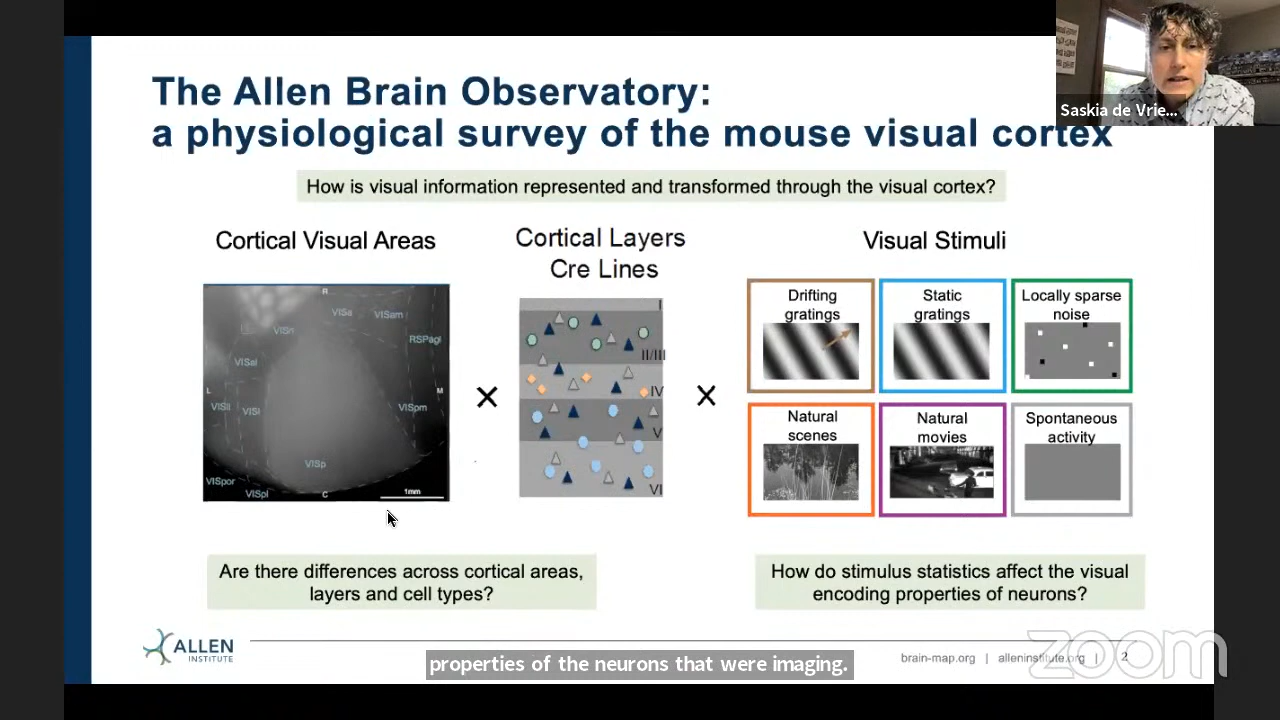 The Allen Brain Observatory:
a physiological survey of the mouse visual cortex
Saskia de Vrie...
How is visual information represented and transformed through the visual cortex?
Cortical Visual Areas
Cortical Layers
Cre Lines
Visual Stimuli
R
VISa
VISam
VISrl
RSPagl
VISal
L
M
VISli
VISl
VISpm
VISp
VISpor
VISpl
C
1mm
×
I
II/III
IV
V
VI
×
Drifting
gratings
Static
gratings
Locally sparse
noise
Natural
scenes
Natural
movies
Spontaneous
activity
Are there differences across cortical areas,
layers and cell types?
How do stimulus statistics affect the visual
encoding properties of neurons?
ALLEN
INSTITUTE
brain-map.org | alleninstitute.org | 2
zoom
properties of the neurons that were imaging.